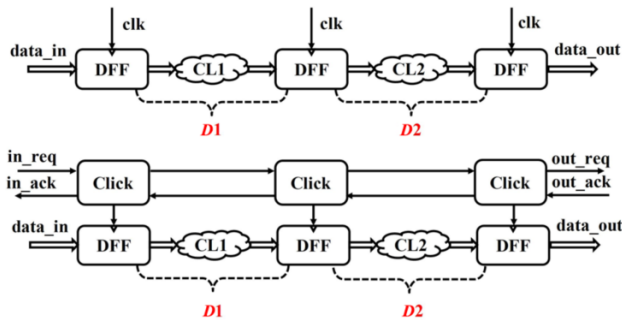 clk clk clk
data_in DFF CL1 DFF CL2 DFF data_out
D1 D2
in_req out_req
Click Click Click
in_ack out_ack
data_in DFF CL1 DFF CL2 DFF data_out
D1 D2